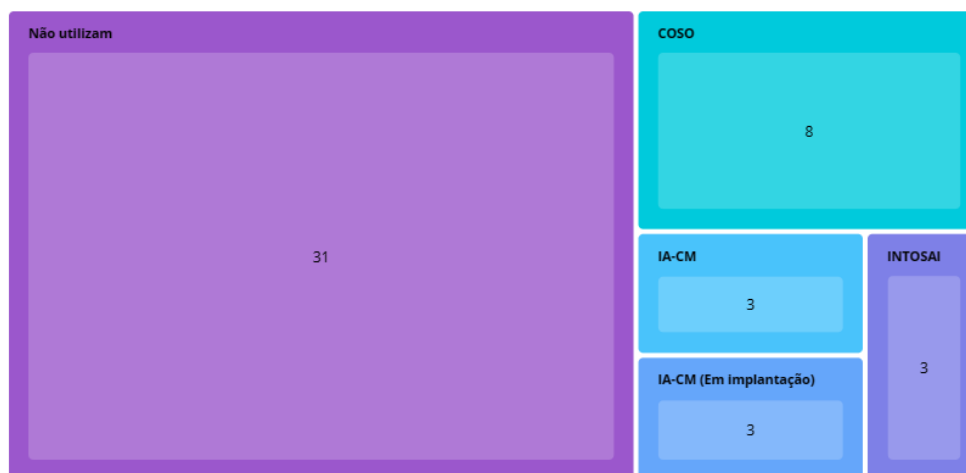 Não utilizam
31
COSO
8
IA-CM
3
INTOSAI
3
IA-CM (Em implantação)
3